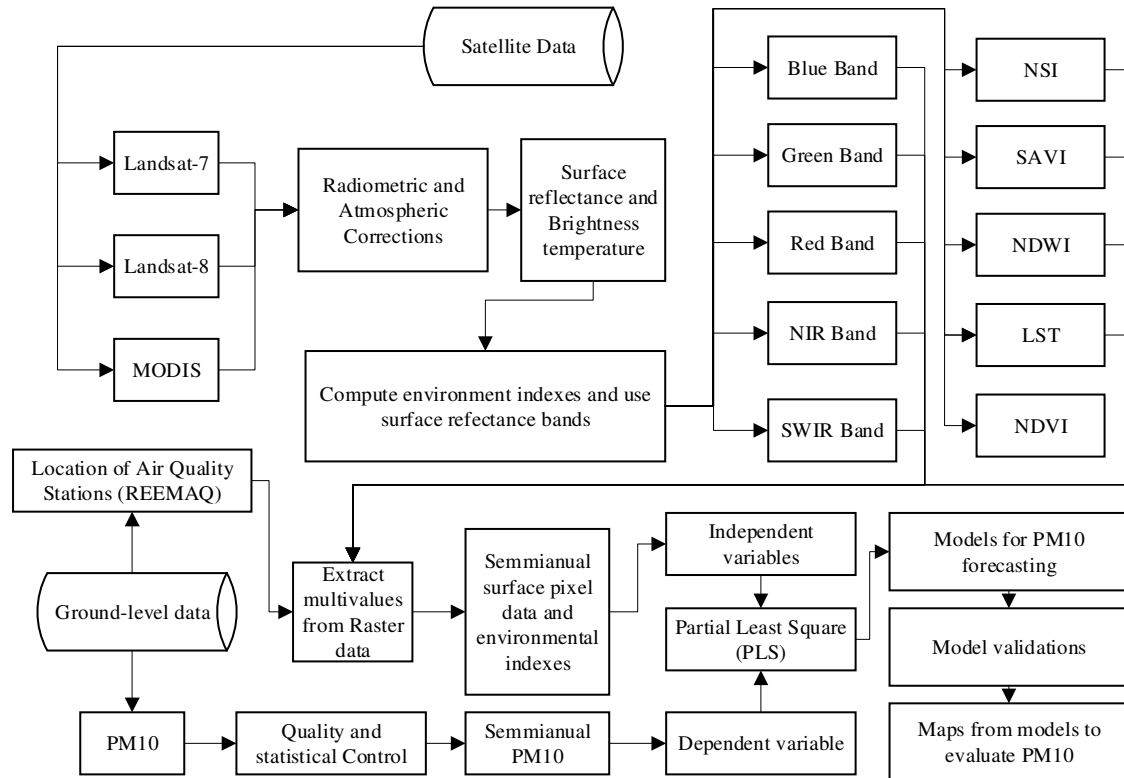 Satellite Data
Landsat-7
Landsat-8
MODIS
Radiometric and
Atmospheric
Corrections
Surface
reflectance and
Brightness
temperature
Compute environment indexes and use
surface refectance bands
Blue Band
Green Band
Red Band
NIR Band
SWIR Band
NSI
SAVI
NDWI
LST
NDVI
Location of Air Quality
Stations (REEMAQ)
Ground-level data
PM10
Extract
multivalues
from Raster
data
Semmianual
surface pixel
data and
environmental
indexes
Quality and
statistical Control
Semmianual
PM10
Independent
variables
Partial Least Square
(PLS)
Dependent variable
Models for PM10
forecasting
Model validations
Maps from models to
evaluate PM10